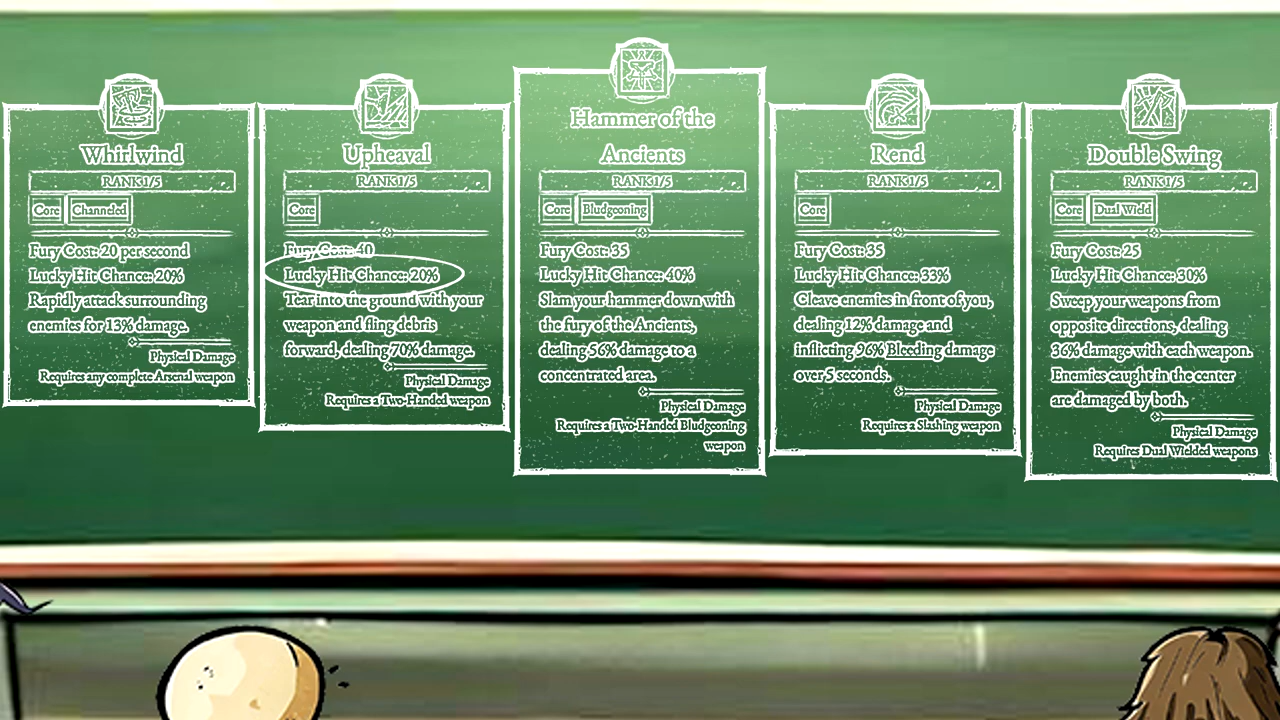 Whirlwind
RANK 1/5
Core Channeled
Fury Cost: 20 per second
Lucky Hit Chance: 20%
Rapidly attack surrounding
enemies for 13% damage.
Physical Damage
Requires any complete Arsenal weapon
Upheaval
RANK 1/5
Core
Fury Cost: 40
Lucky Hit Chance: 20%
Tear into the ground with your
weapon and fling debris
forward, dealing 70% damage.
Physical Damage
Requires a Two-Handed weapon
Hammer of the
Ancients
RANK 1/5
Core Bludgeoning
Fury Cost: 35
Lucky Hit Chance: 40%
Slam your hammer down with
the fury of the Ancients,
dealing 56% damage to a
concentrated area.
Physical Damage
Requires a Two-Handed Bludgeoning
weapon
Rend
RANK 1/5
Core
Fury Cost: 35
Lucky Hit Chance: 33%
Cleave enemies in front of you,
dealing 12% damage and
inflicting 96% Bleeding damage
over 5 seconds.
Physical Damage
Requires a Slashing weapon
Double Swing
RANK 1/5
Core Dual Wield
Fury Cost: 25
Lucky Hit Chance: 30%
Sweep your weapons from
opposite directions, dealing
36% damage with each weapon.
Enemies caught in the center
are damaged by both.
Physical Damage
Requires Dual Wielded weapons